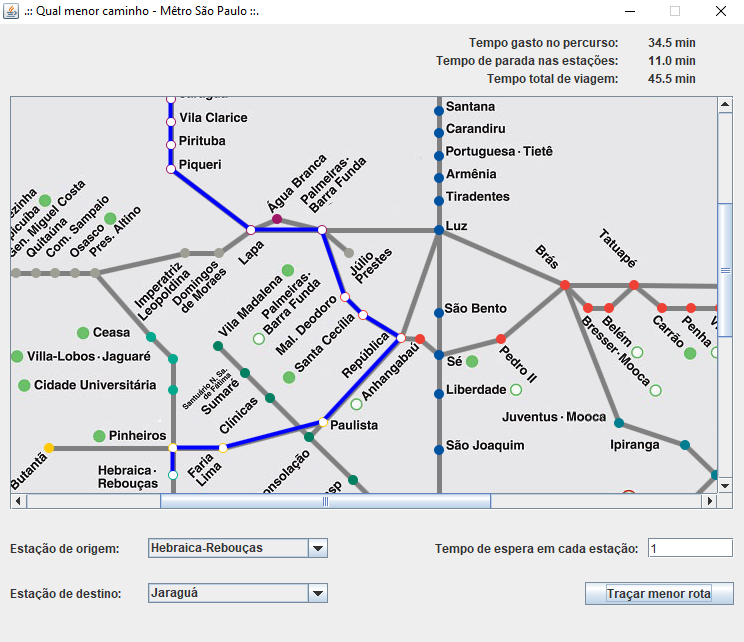 .:: Qual menor caminho - Mêtro São Paulo ::.
Tempo gasto no percurso: 34.5 min
Tempo de parada nas estações: 11.0 min
Tempo total de viagem: 45.5 min
Vila Clarice
Pirituba
Piqueri
Santana
Carandiru
Portuguesa-Tietê
Armênia
Tiradentes
Luz
Água Branca
Palmeiras-
Barra Funda
Gen. Miguel Costa
Quitaúna
Com. Sampaio
Osasco
Pres. Altino
Lapa
Júlio
Prestes
Brás
Tatuapé
Imperatriz
Leopoldina
Domingos
de Moraes
Vila Madalena
Palmeiras-
Barra Funda
Mal. Deodoro
Santa Cecília
República
Anhangabaú
São Bento
Sé
Pedro II
Bresser-Mooca
Belém
Carrão
Penha
Ceasa
Villa-Lobos-Jaguaré
Cidade Universitária
Santuário N. Sa.
de Fátima
Sumaré
Clínicas
Liberdade
Paulista
Juventus-Mooca
Ipiranga
São Joaquim
Pinheiros
Butantã
Hebraica-
Rebouças
Faria
Lima
onsolação
sp
Estação de origem: Hebraica-Rebouças
Tempo de espera em cada estação: 1
Estação de destino: Jaraguá
Traçar menor rota